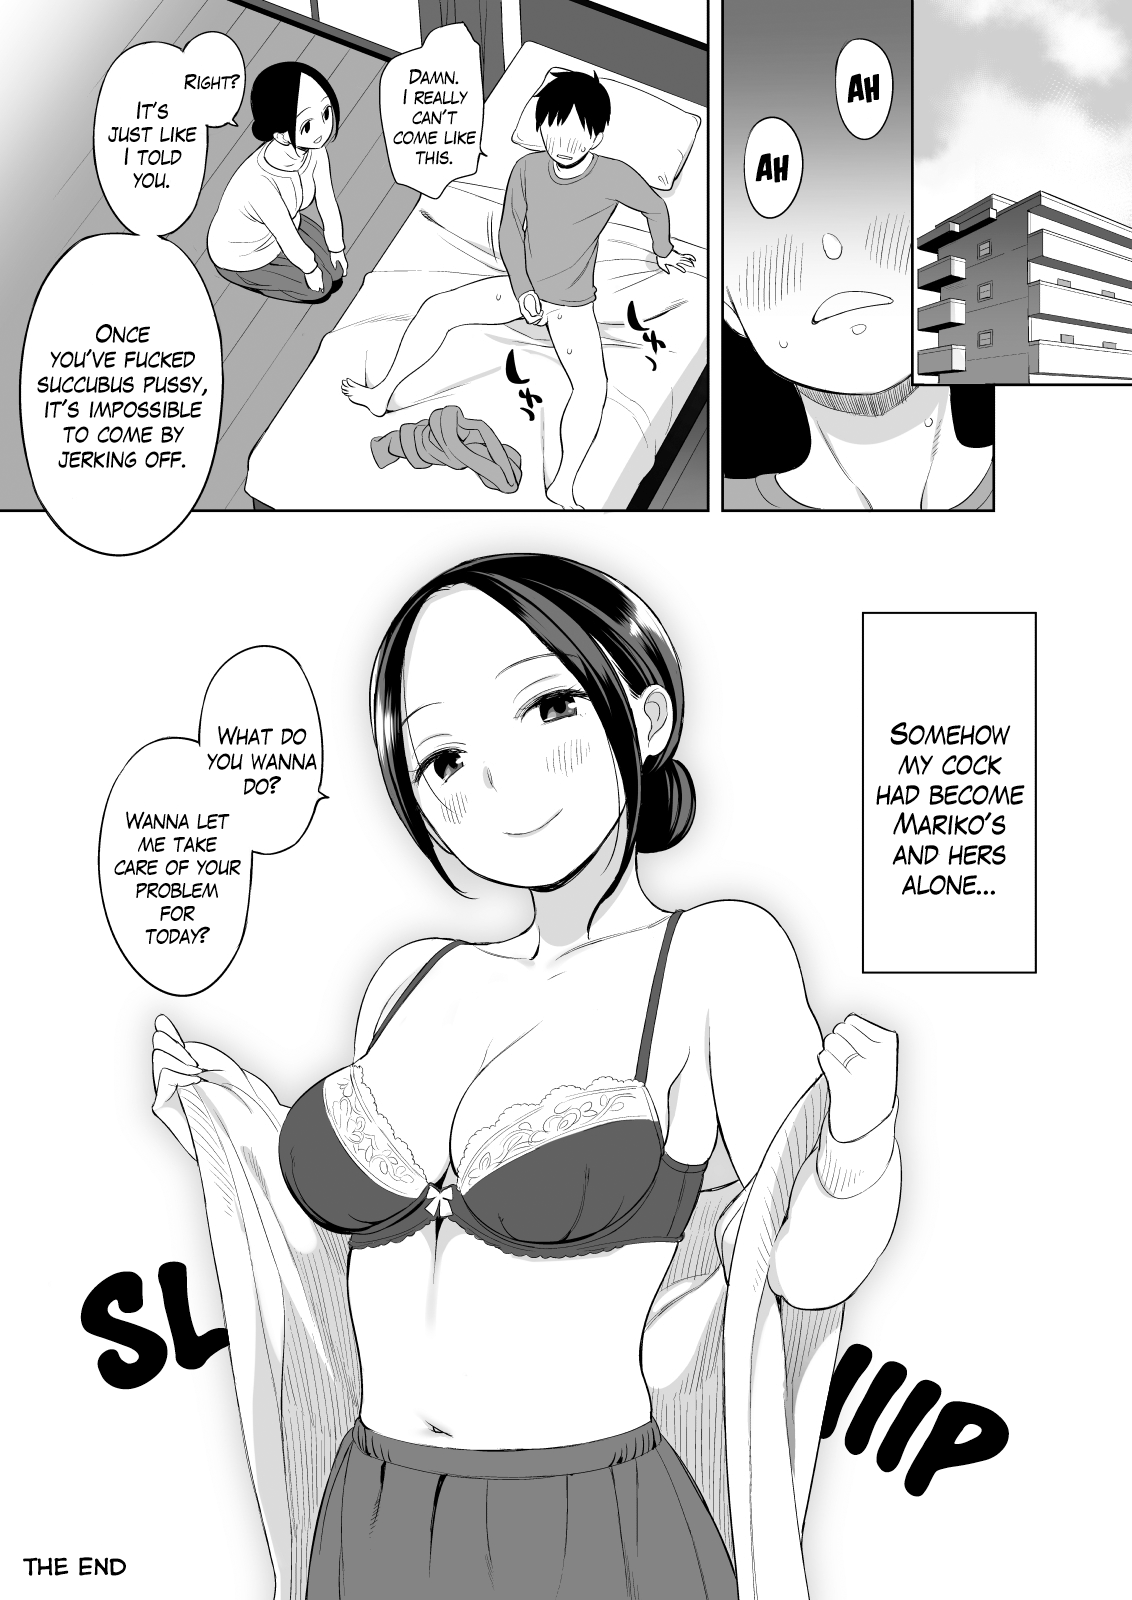 AH
AH
DAMN.
I REALLY
CAN'T
COME LIKE
THIS.
RIGHT?
IT'S
JUST LIKE
I TOLD
YOU.
ONCE
YOU'VE FUCKED
SUCCUBUS PUSSY,
IT'S IMPOSSIBLE
TO COME BY
JERKING OFF.
SOMEHOW
MY COCK
HAD BECOME
MARIKO'S
AND HERS
ALONE...
WHAT DO
YOU WANNA
DO?
WANNA LET
ME TAKE
CARE OF YOUR
PROBLEM
FOR
TODAY?
SL
IIIP
THE END